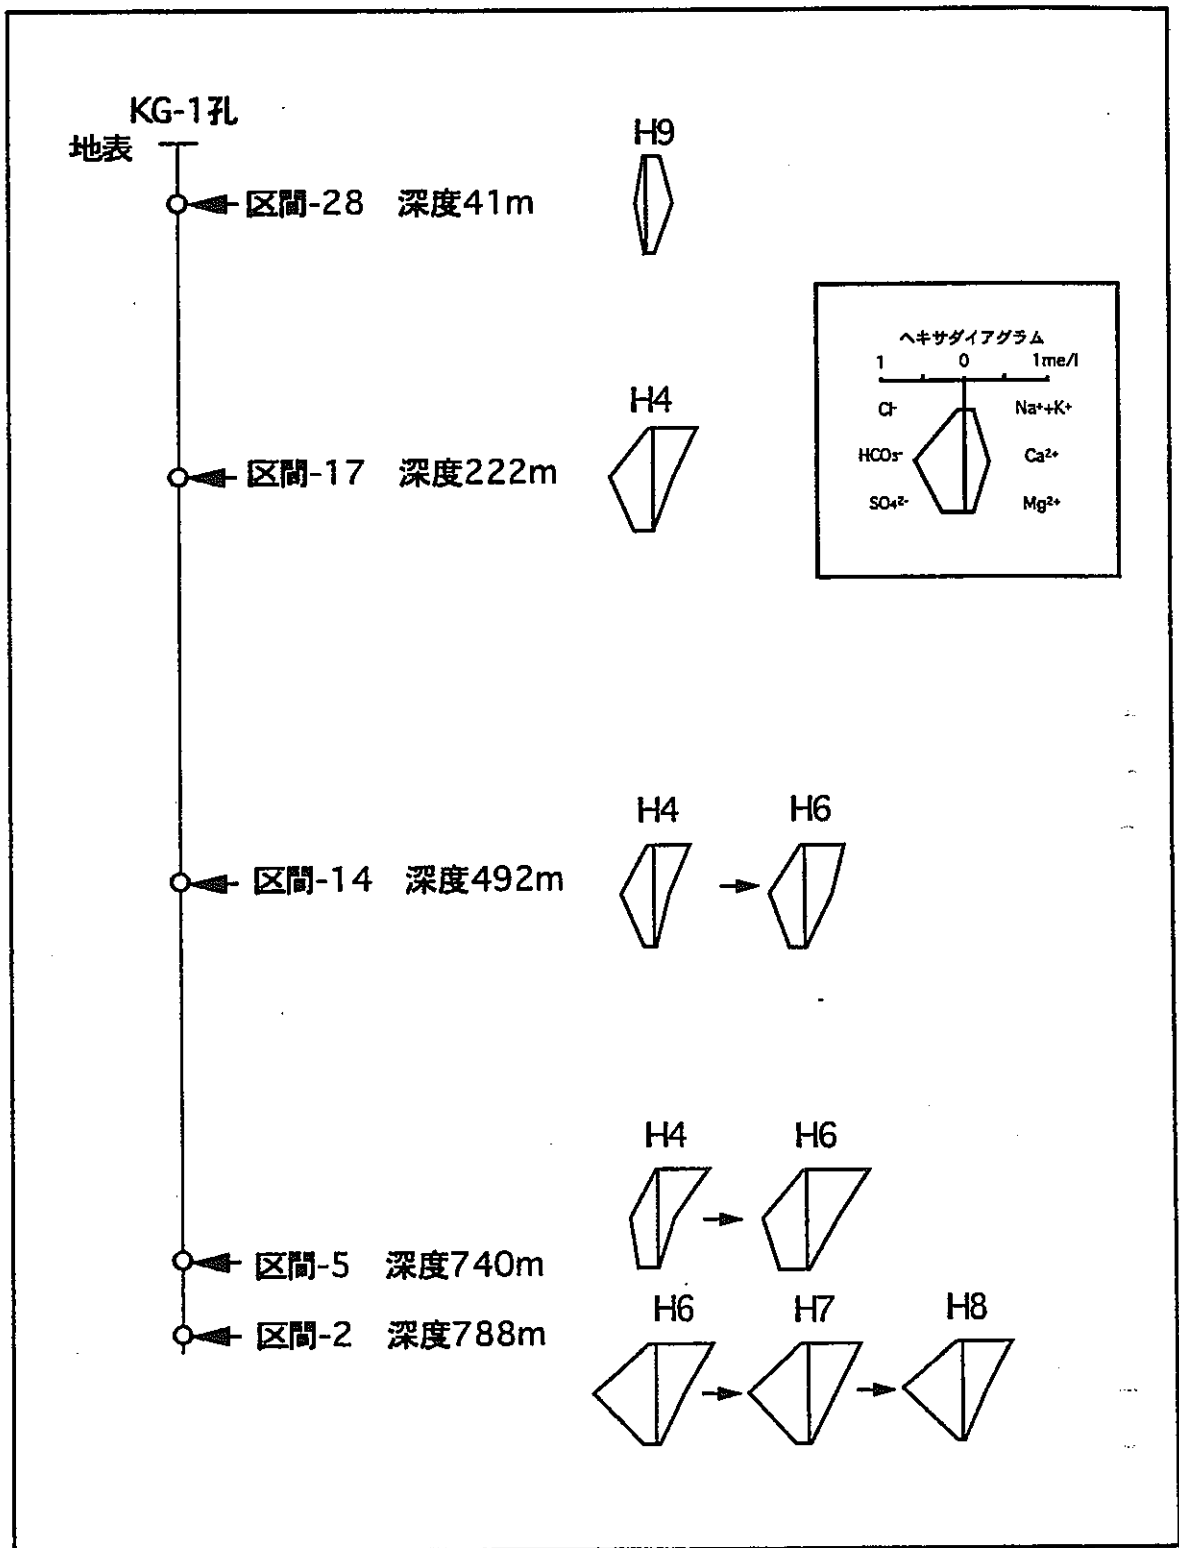 KG-1孔
地表
H9
区間-28 深度41m
ヘキサダイアグラム
1 0 1me/l
Cl- Na++K+
HCO3- Ca2+
SO42- Mg2+
H4
区間-17 深度222m
H4 H6
区間-14 深度492m
H4 H6
区間-5 深度740m
H6 H7 H8
区間-2 深度788m